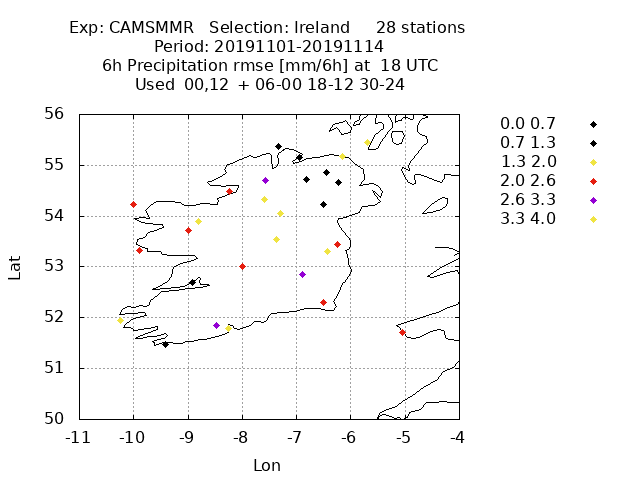 Exp: CAMSMMR   Selection: Ireland     28 stations
Period: 20191101-20191114
6h Precipitation rmse [mm/6h] at  18 UTC
Used  00,12  + 06-00 18-12 30-24
0.0 0.7
0.7 1.3
1.3 2.0
2.0 2.6
2.6 3.3
3.3 4.0
56
55
54
53
52
51
50
Lat
-11 -10 -9 -8 -7 -6 -5 -4
Lon